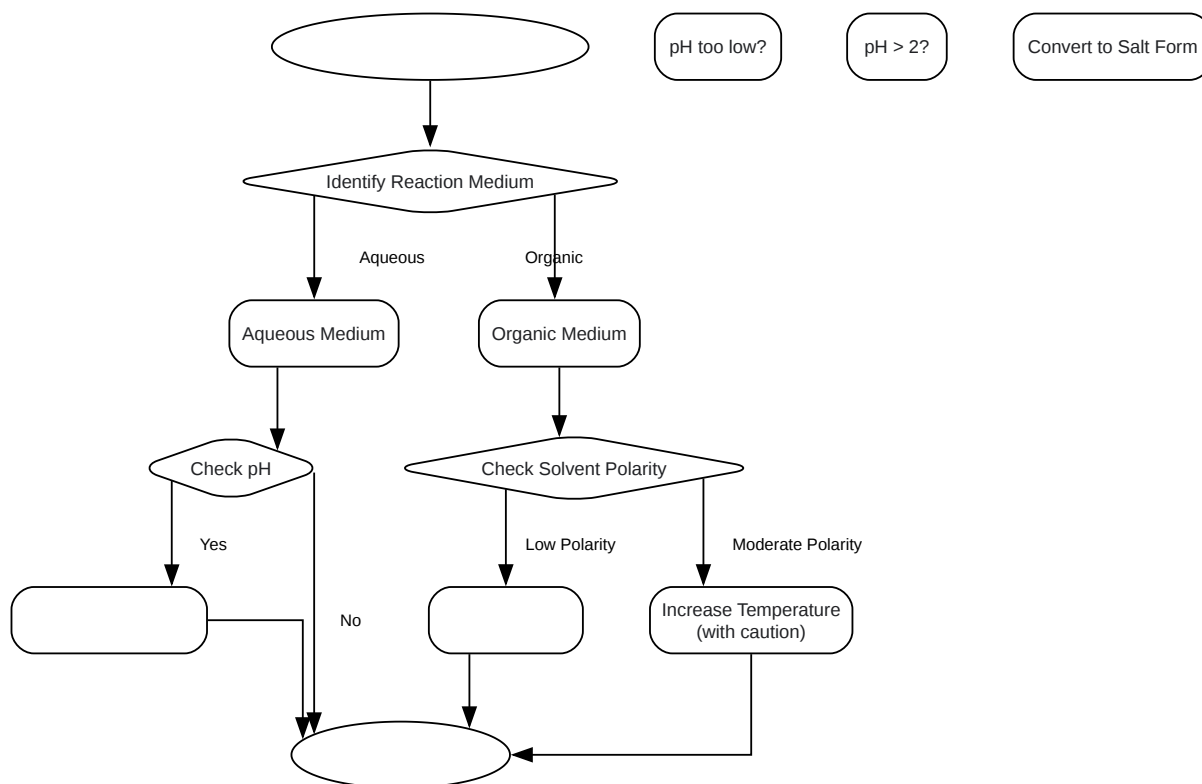 pH too low?
pH > 2?
Convert to Salt Form
Identify Reaction Medium
Aqueous
Organic
Aqueous Medium
Organic Medium
Check pH
Check Solvent Polarity
Yes
Low Polarity
Moderate Polarity
No
Increase Temperature
(with caution)